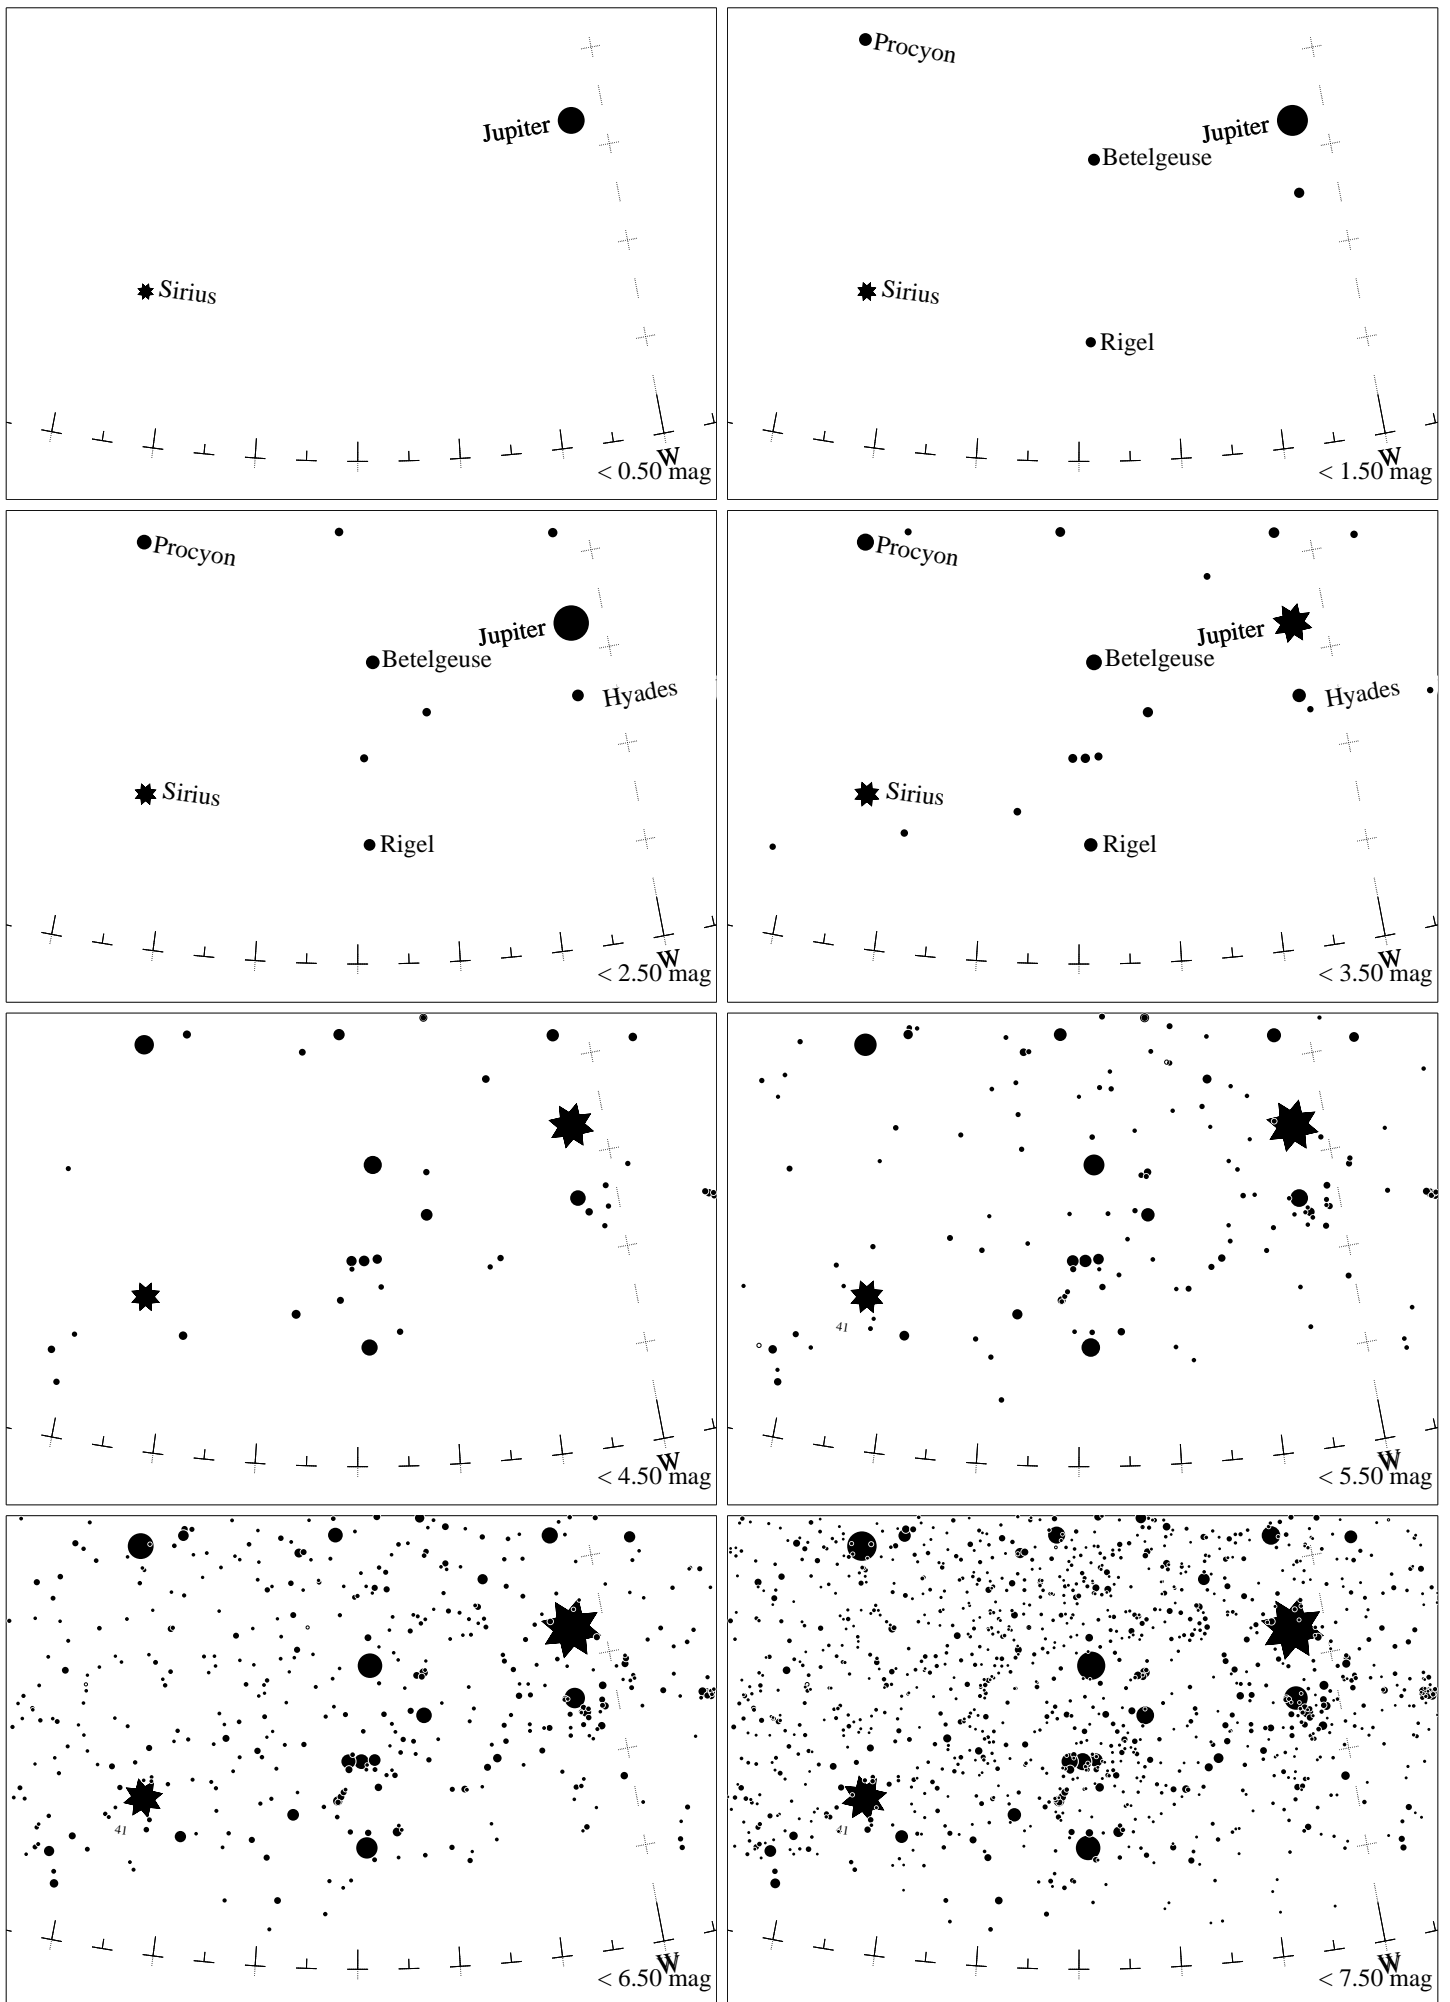 Jupiter
Sirius
W
< 0.50 mag
Procyon
Jupiter
Betelgeuse
Sirius
Rigel
W
< 1.50 mag
Procyon
Jupiter
Betelgeuse
Hyades
Sirius
Rigel
W
< 2.50 mag
Procyon
Jupiter
Betelgeuse
Hyades
Sirius
Rigel
W
< 3.50 mag
W
< 4.50 mag
41
W
< 5.50 mag
41
W
< 6.50 mag
41
W
< 7.50 mag